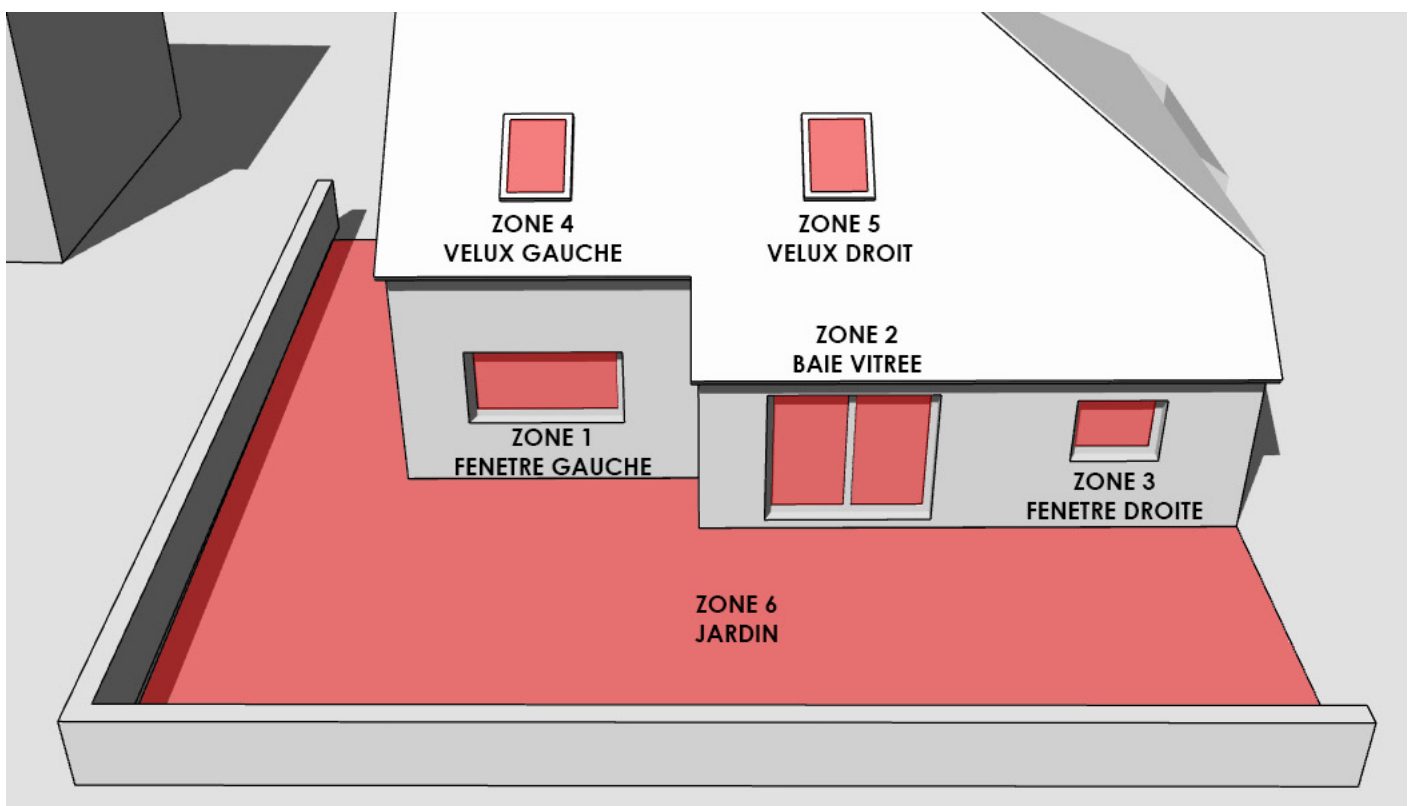 ZONE 4
VELUX GAUCHE
ZONE 5
VELUX DROIT
ZONE 2
BAIE VITREE
ZONE 1
FENETRE GAUCHE
ZONE 3
FENETRE DROITE
ZONE 6
JARDIN